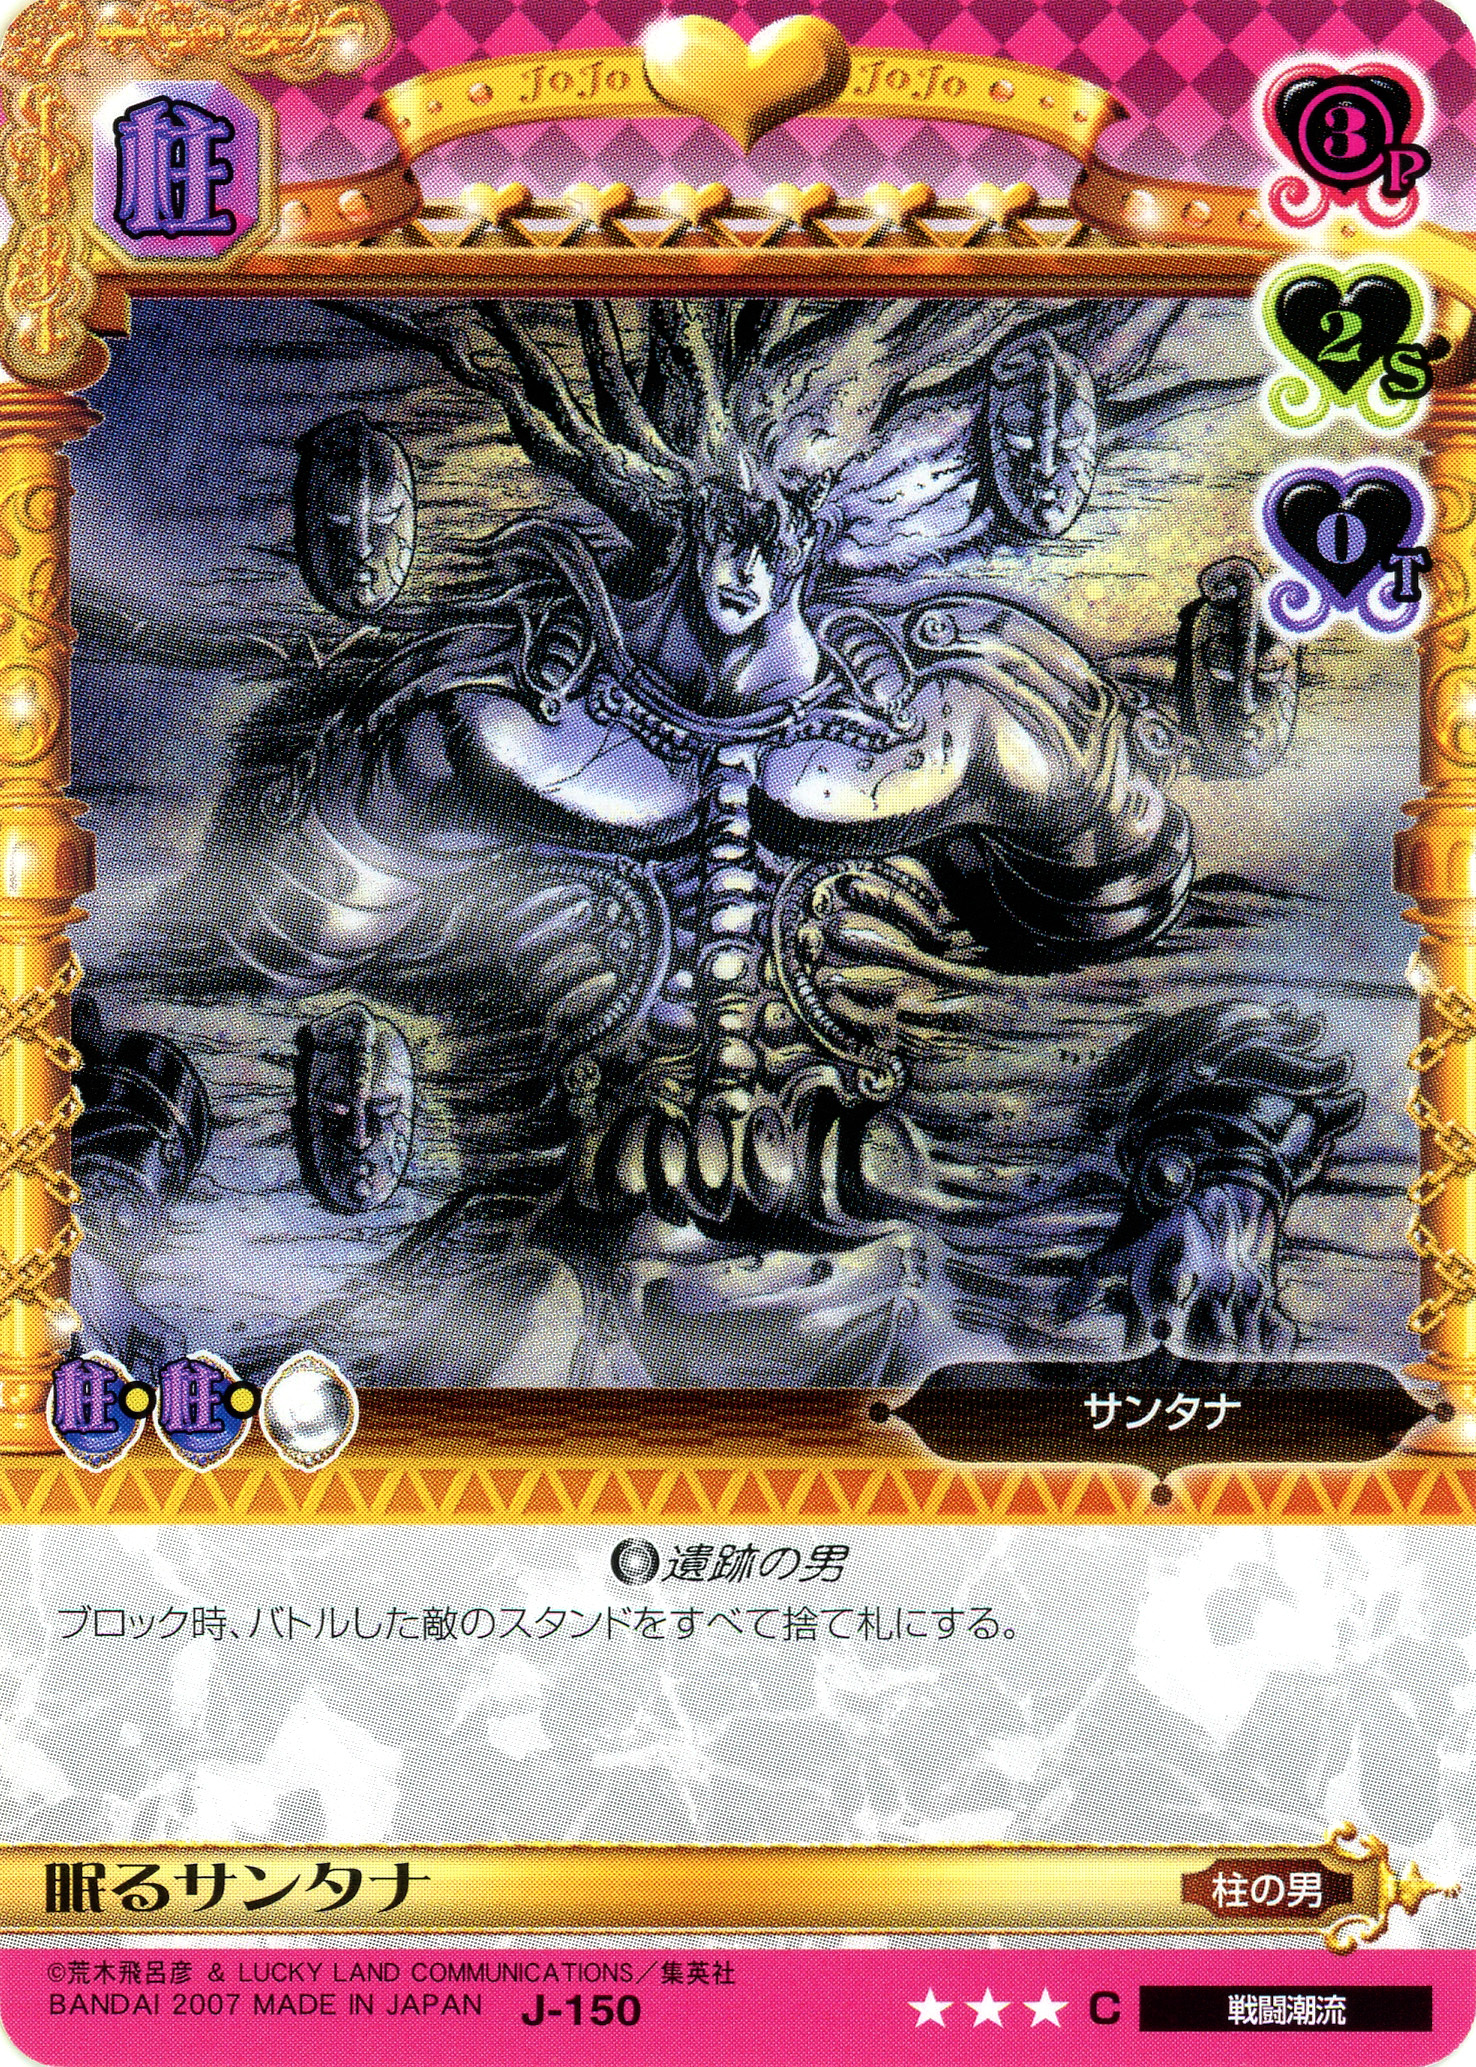 JoJo JoJo
柱
3 P
2 S
0 T
柱 柱
サンタナ
遺跡の男
ブロック時、バトルした敵のスタンドをすべて捨て札にする。
眠るサンタナ
柱の男
©荒木飛呂彦 & LUCKY LAND COMMUNICATIONS／集英社
BANDAI 2007 MADE IN JAPAN J-150
★★★ C 戦闘潮流